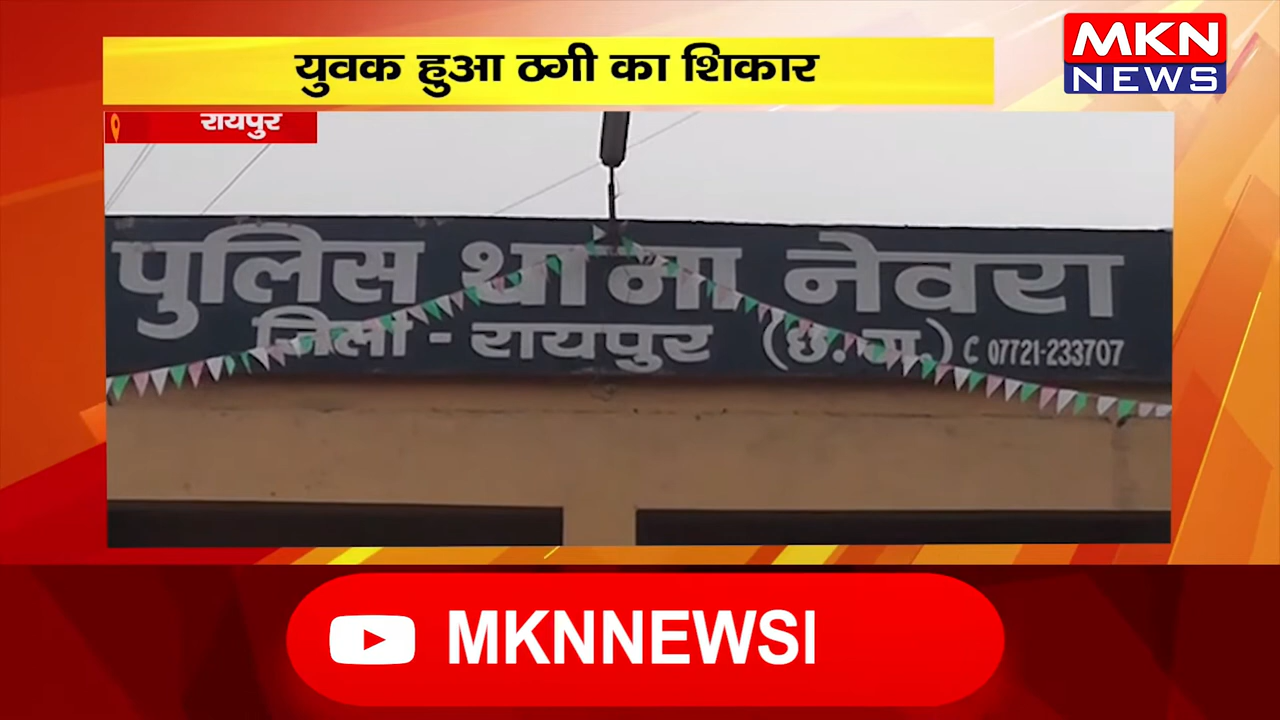 युवक हुआ ठगी का शिकार
MKN
NEWS
रायपुर
पुलिस थाना नेवरा
जिला - रायपुर (छ.ग.) C 07721-233707
MKNNEWSI